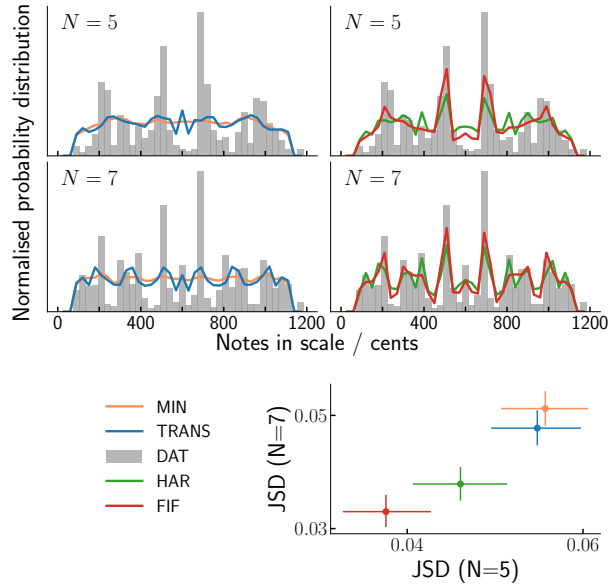 Normalised probability distribution
N = 5
N = 5
N = 7
N = 7
0 400 800 1200
0 400 800 1200
Notes in scale / cents
MIN
TRANS
DAT
HAR
FIF
JSD (N=7)
0.05
0.03
0.04 0.06
JSD (N=5)